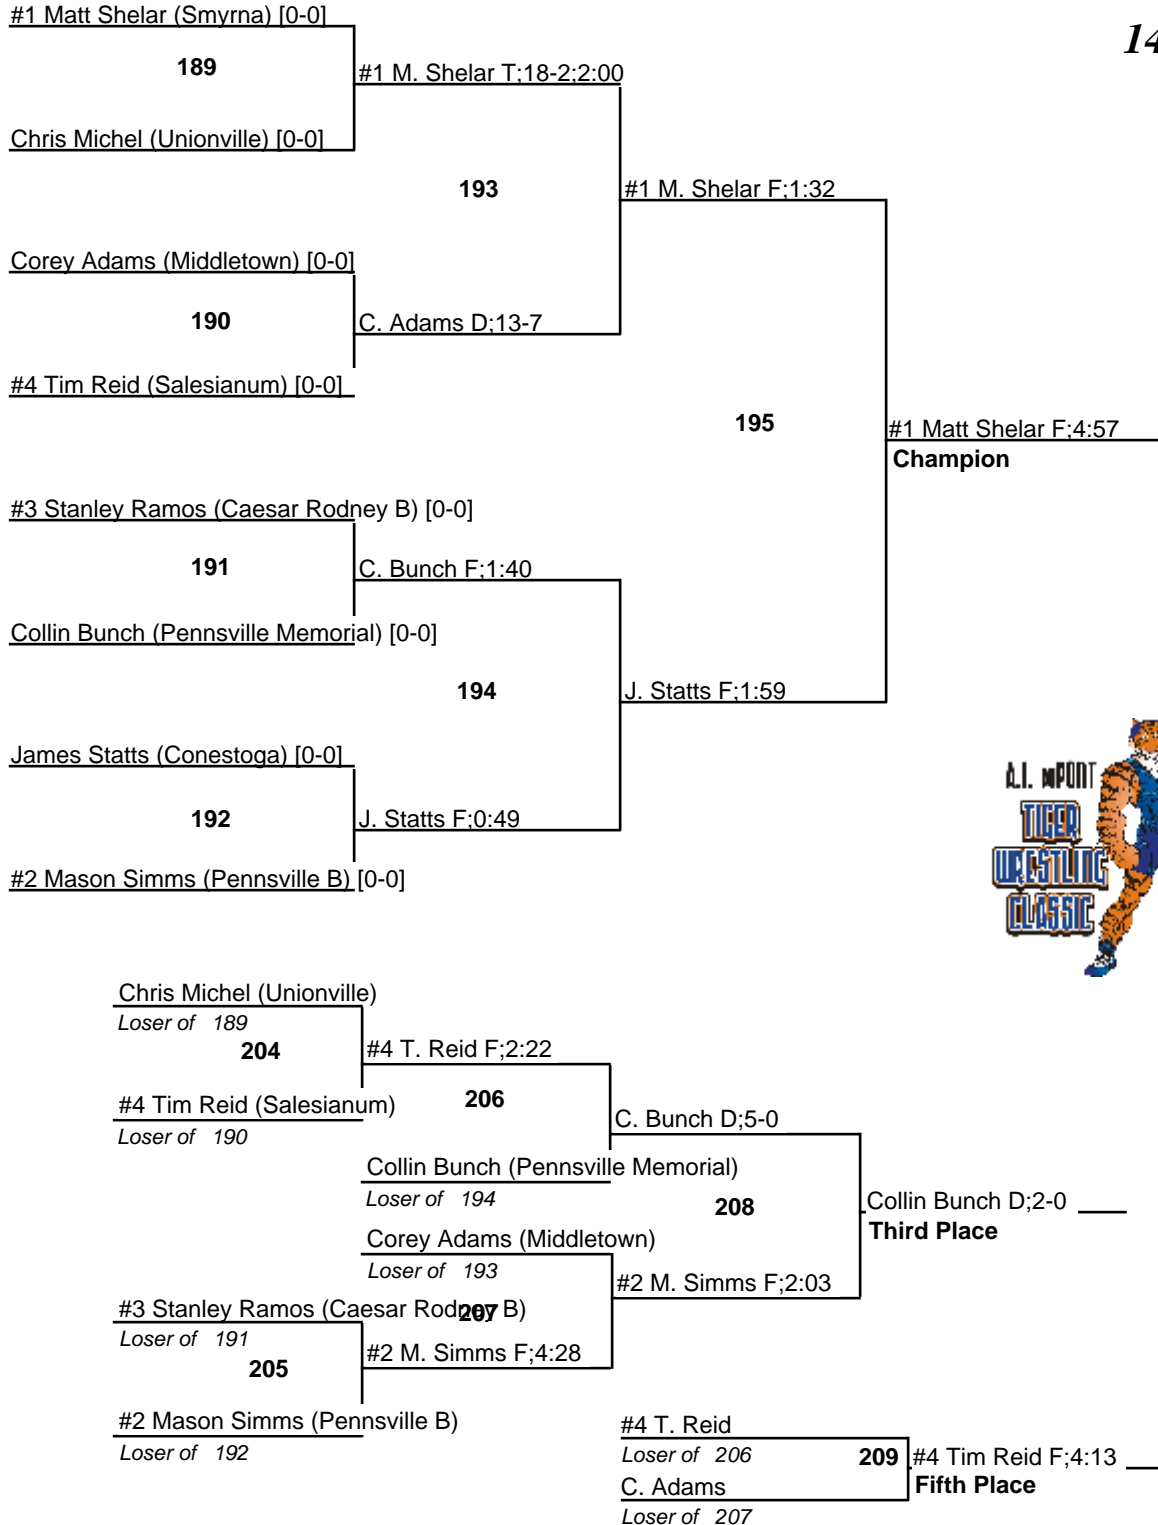 #1 Matt Shelar (Smyrna) [0-0]
14
189
#1 M. Shelar T;18-2;2:00
Chris Michel (Unionville) [0-0]
193
#1 M. Shelar F;1:32
Corey Adams (Middletown) [0-0]
190
C. Adams D;13-7
#4 Tim Reid (Salesianum) [0-0]
195
#1 Matt Shelar F;4:57
Champion
#3 Stanley Ramos (Caesar Rodney B) [0-0]
191
C. Bunch F;1:40
Collin Bunch (Pennsville Memorial) [0-0]
194
J. Statts F;1:59
James Statts (Conestoga) [0-0]
192
J. Statts F;0:49
#2 Mason Simms (Pennsville B) [0-0]
A.I. duPONT
TIGER
WRESTLING
CLASSIC
Chris Michel (Unionville)
Loser of 189
204
#4 T. Reid F;2:22
#4 Tim Reid (Salesianum)
Loser of 190
206
C. Bunch D;5-0
Collin Bunch (Pennsville Memorial)
Loser of 194
208
Collin Bunch D;2-0
Third Place
Corey Adams (Middletown)
Loser of 193
#2 M. Simms F;2:03
#3 Stanley Ramos (Caesar Rodney B)
207
Loser of 191
205
#2 M. Simms F;4:28
#2 Mason Simms (Pennsville B)
Loser of 192
#4 T. Reid
Loser of 206
209
#4 Tim Reid F;4:13
Fifth Place
C. Adams
Loser of 207